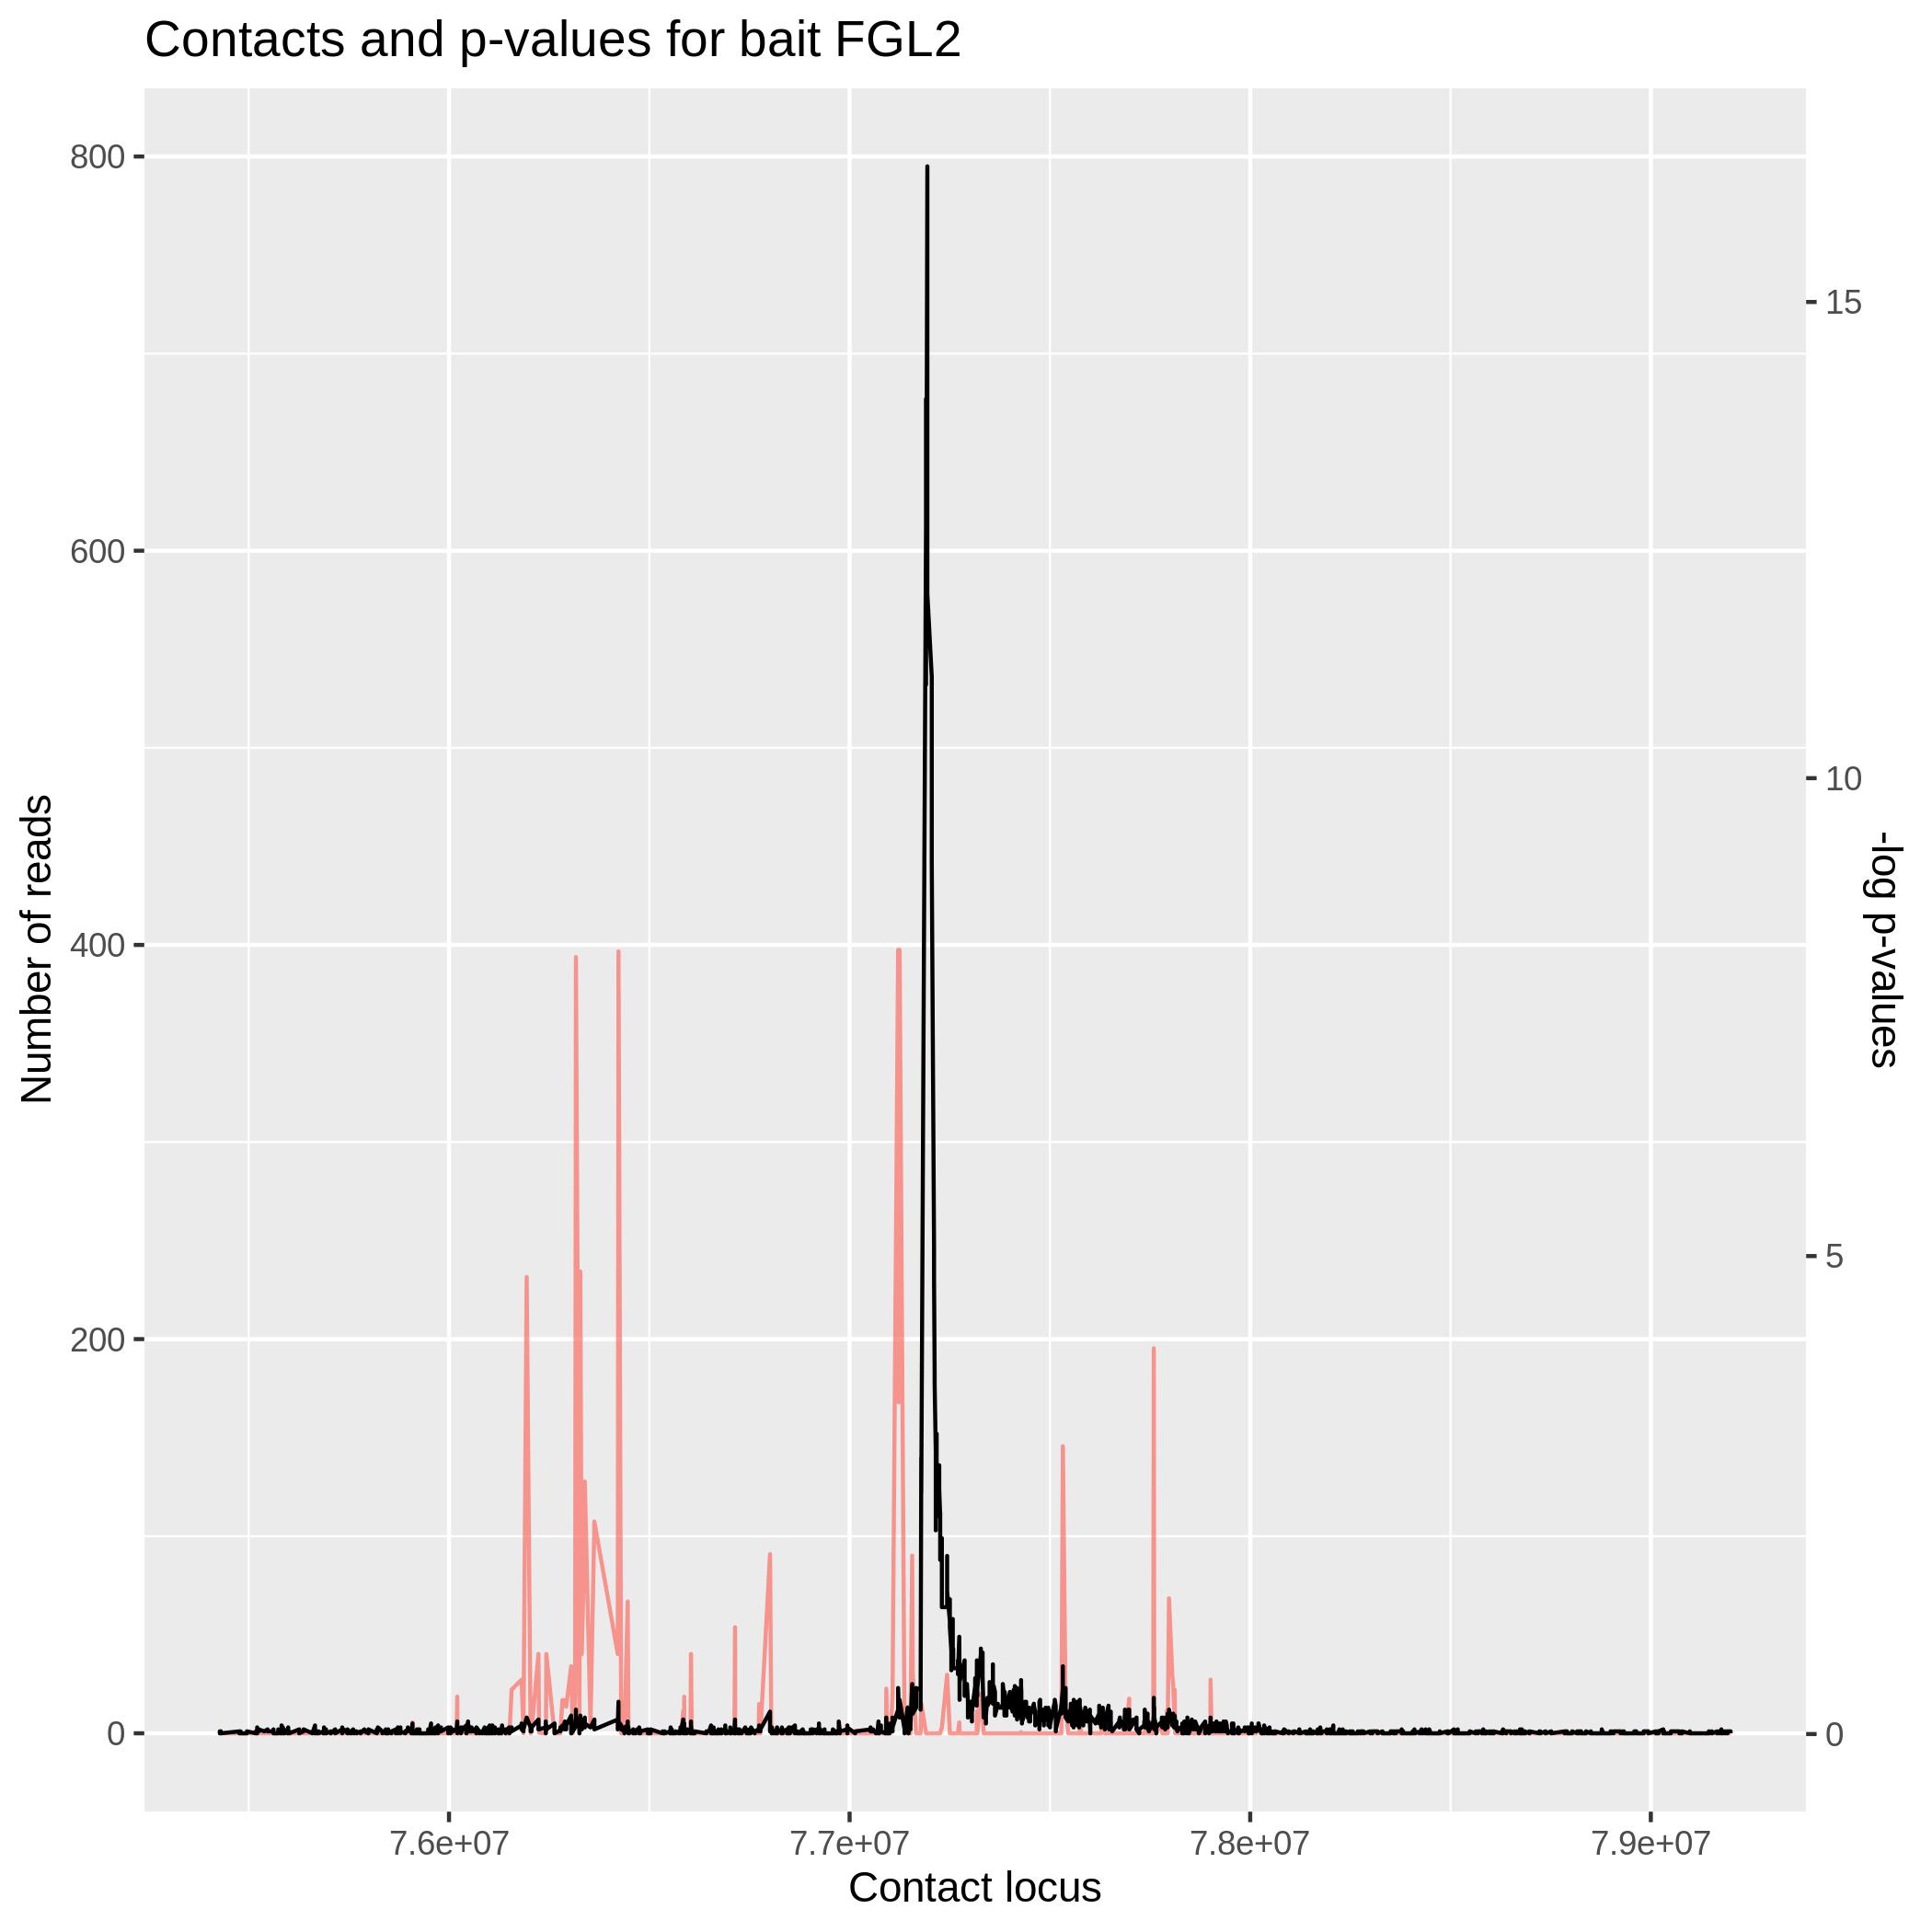 Contacts and p-values for bait FGL2
800
600
400
200
0
Number of reads
15
10
5
0
-log p-values
7.6e+07
7.7e+07
7.8e+07
7.9e+07
Contact locus